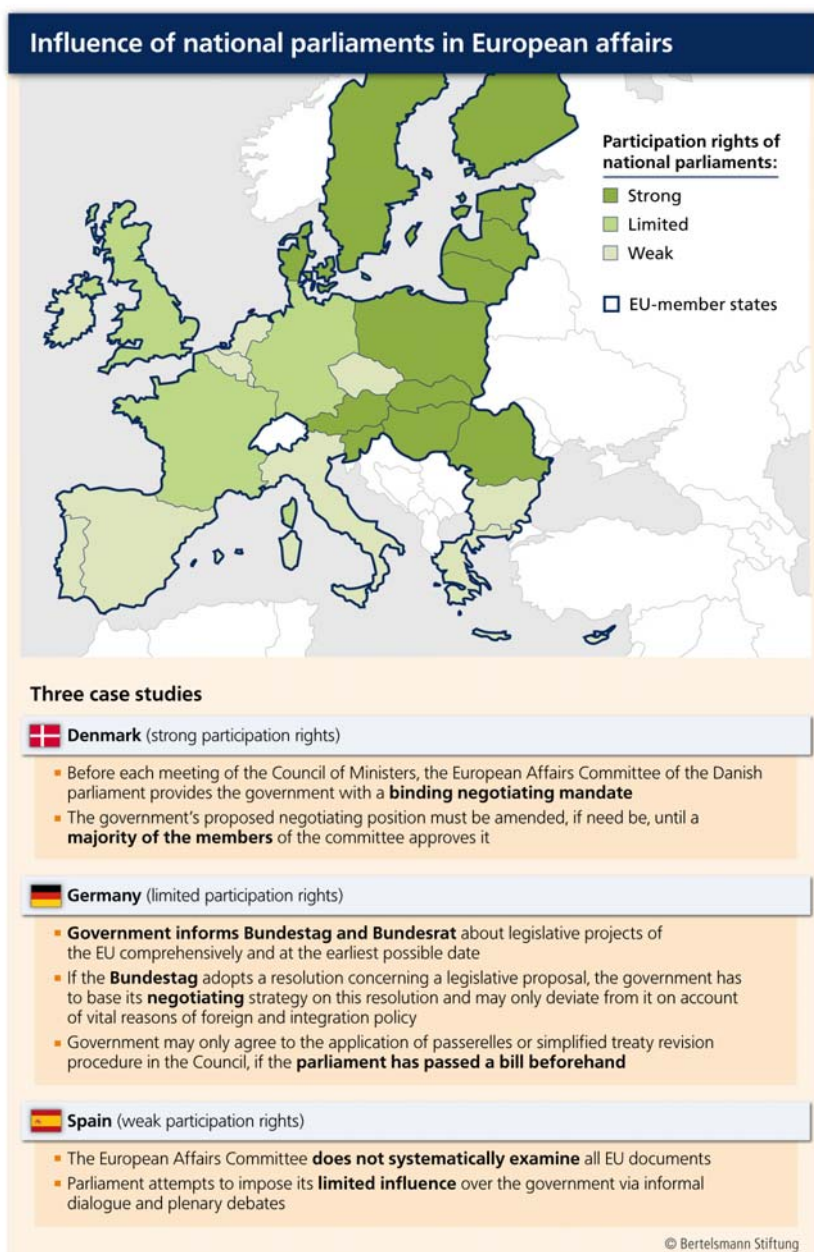 Influence of national parliaments in European affairs
Participation rights of
national parliaments:
Strong
Limited
Weak
EU-member states
Three case studies
Denmark (strong participation rights)
Before each meeting of the Council of Ministers, the European Affairs Committee of the Danish
parliament provides the government with a binding negotiating mandate
The government's proposed negotiating position must be amended, if need be, until a
majority of the members of the committee approves it
Germany (limited participation rights)
Government informs Bundestag and Bundesrat about legislative projects of
the EU comprehensively and at the earliest possible date
If the Bundestag adopts a resolution concerning a legislative proposal, the government has
to base its negotiating strategy on this resolution and may only deviate from it on account
of vital reasons of foreign and integration policy
Government may only agree to the application of passerelles or simplified treaty revision
procedure in the Council, if the parliament has passed a bill beforehand
Spain (weak participation rights)
The European Affairs Committee does not systematically examine all EU documents
Parliament attempts to impose its limited influence over the government via informal
dialogue and plenary debates
© Bertelsmann Stiftung